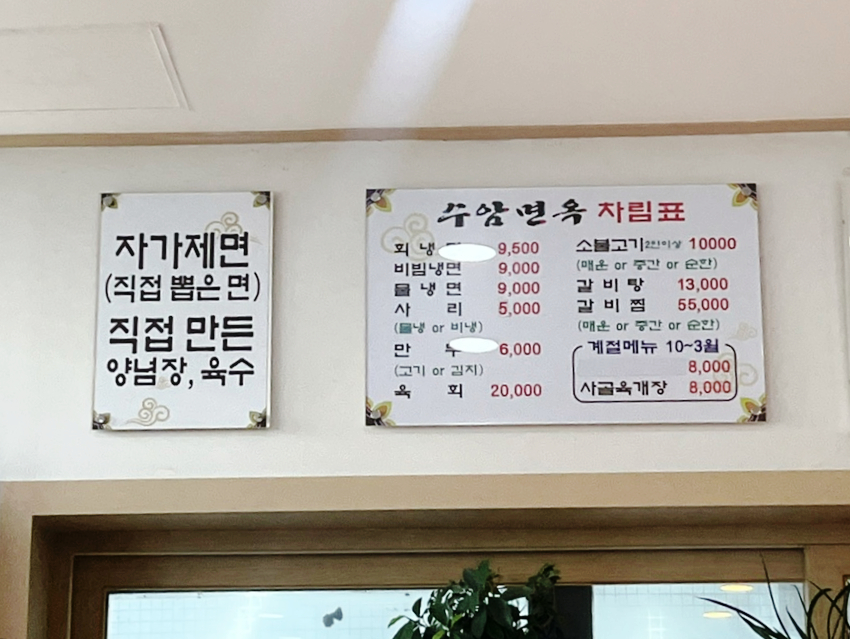 자가제면
(직접 뽑은 면)
직접 만든
양념장, 육수
수암면옥 차림표
회 냉면 9,500
비빔냉면 9,000
물 냉 면 9,000
사 리 5,000
(물냉 or 비냉)
만 두 6,000
(고기 or 김치)
육 회 20,000
소불고기 2인이상 10000
(매운 or 중간 or 순한)
갈 비 탕 13,000
갈 비 찜 55,000
(매운 or 중간 or 순한)
계절메뉴 10~3월
8,000
사골육개장 8,000